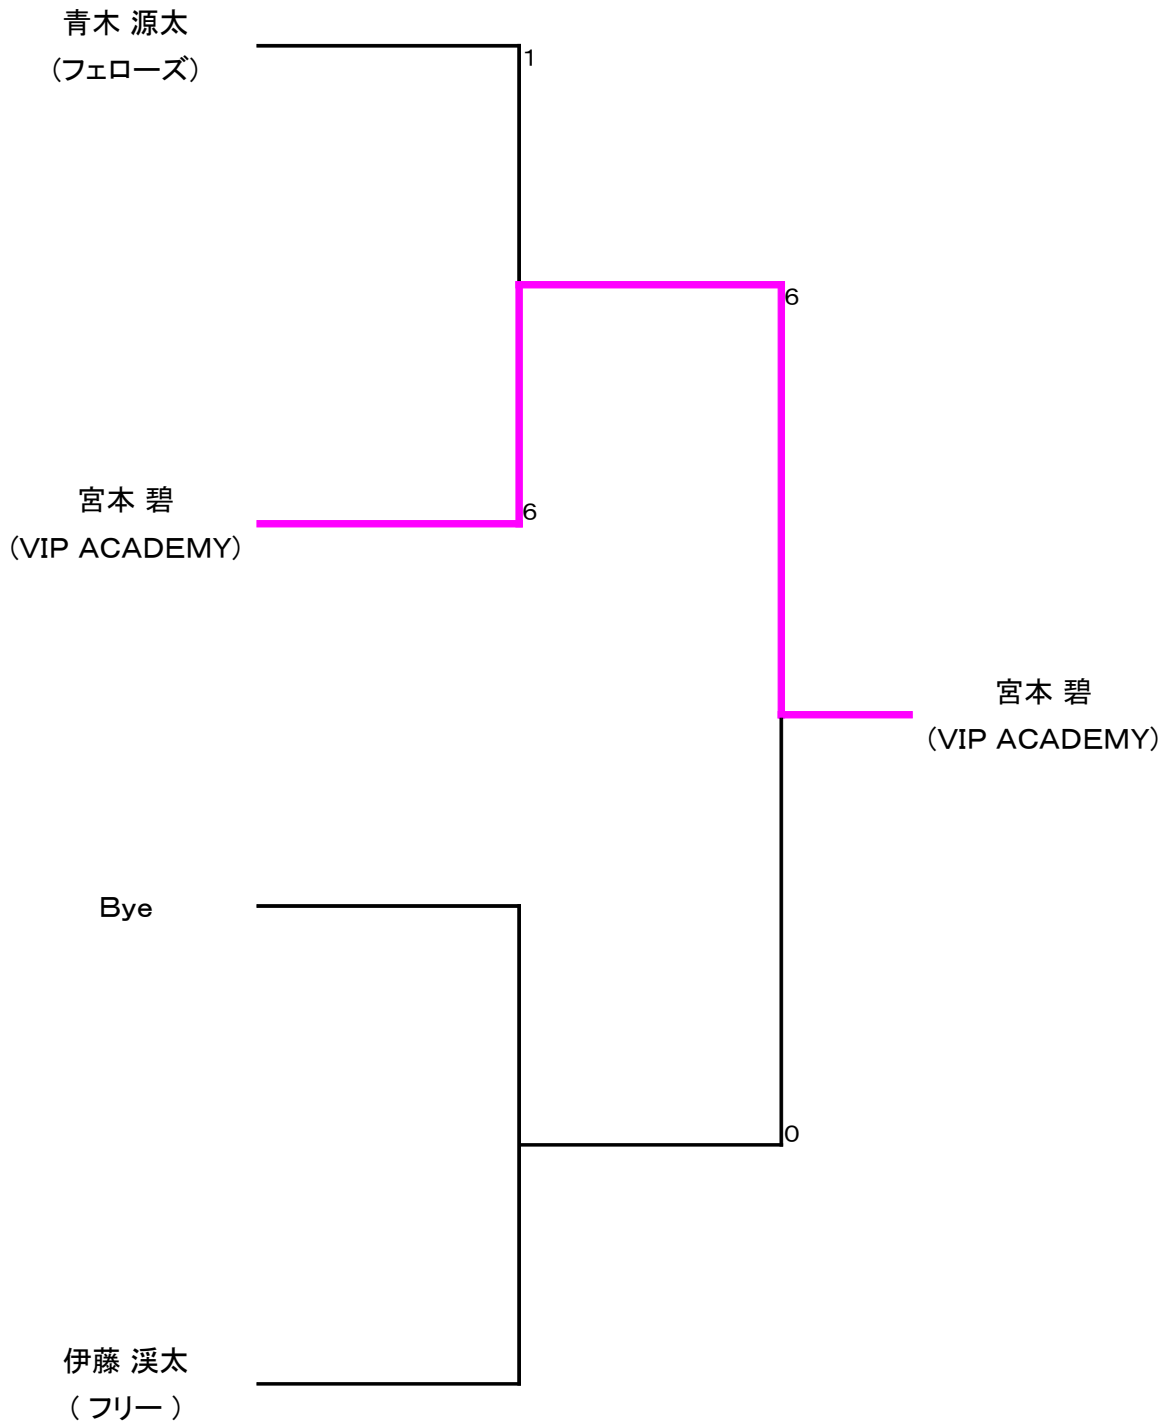 青木 源太
（フェローズ）
1
6
宮本 碧
（VIP ACADEMY）
6
宮本 碧
（VIP ACADEMY）
Bye
0
伊藤 渓太
（ フリー ）